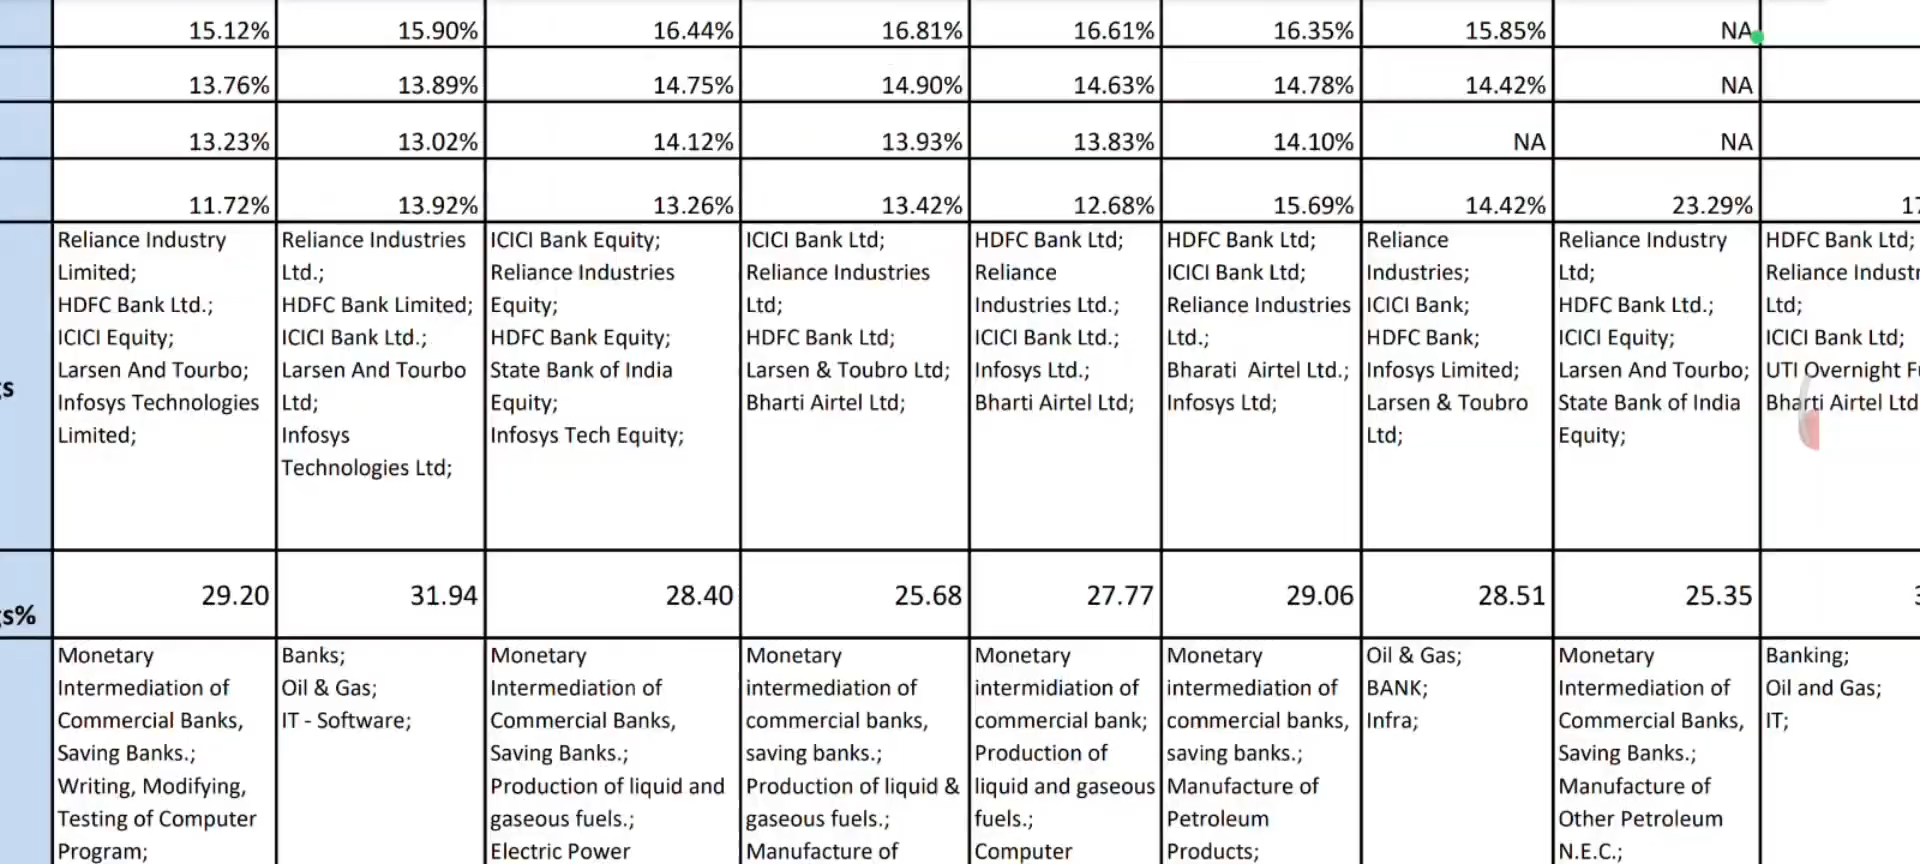 15.12% 15.90% 16.44% 16.81% 16.61% 16.35% 15.85% NA
13.76% 13.89% 14.75% 14.90% 14.63% 14.78% 14.42% NA
13.23% 13.02% 14.12% 13.93% 13.83% 14.10% NA NA
11.72% 13.92% 13.26% 13.42% 12.68% 15.69% 14.42% 23.29% 17
Reliance Industry
Limited;
HDFC Bank Ltd.;
ICICI Equity;
Larsen And Tourbo;
Infosys Technologies
Limited;
Reliance Industries
Ltd.;
HDFC Bank Limited;
ICICI Bank Ltd.;
Larsen And Tourbo
Ltd;
Infosys
Technologies Ltd;
ICICI Bank Equity;
Reliance Industries
Equity;
HDFC Bank Equity;
State Bank of India
Equity;
Infosys Tech Equity;
ICICI Bank Ltd;
Reliance Industries
Ltd;
HDFC Bank Ltd;
Larsen & Toubro Ltd;
Bharti Airtel Ltd;
HDFC Bank Ltd;
Reliance
Industries Ltd.;
ICICI Bank Ltd.;
Infosys Ltd.;
Bharti Airtel Ltd;
HDFC Bank Ltd;
ICICI Bank Ltd;
Reliance Industries
Ltd.;
Bharati Airtel Ltd.;
Infosys Ltd;
Reliance
Industries;
ICICI Bank;
HDFC Bank;
Infosys Limited;
Larsen & Toubro
Ltd;
Reliance Industry
Ltd;
HDFC Bank Ltd.;
ICICI Equity;
Larsen And Tourbo;
State Bank of India
Equity;
HDFC Bank Ltd;
Reliance Industr
Ltd;
ICICI Bank Ltd;
UTI Overnight F
Bharti Airtel Ltd
gs
gs% 29.20 31.94 28.40 25.68 27.77 29.06 28.51 25.35
Monetary
Intermediation of
Commercial Banks,
Saving Banks.;
Writing, Modifying,
Testing of Computer
Program;
Banks;
Oil & Gas;
IT - Software;
Monetary
Intermediation of
Commercial Banks,
Saving Banks.;
Production of liquid and
gaseous fuels.;
Electric Power
Monetary
intermediation of
commercial banks,
saving banks.;
Production of liquid &
gaseous fuels.;
Manufacture of
Monetary
intermidiation of
commercial bank;
Production of
liquid and gaseous
fuels.;
Computer
Monetary
intermediation of
commercial banks,
saving banks.;
Manufacture of
Petroleum
Products;
Oil & Gas;
BANK;
Infra;
Monetary
Intermediation of
Commercial Banks,
Saving Banks.;
Manufacture of
Other Petroleum
N.E.C.;
Banking;
Oil and Gas;
IT;